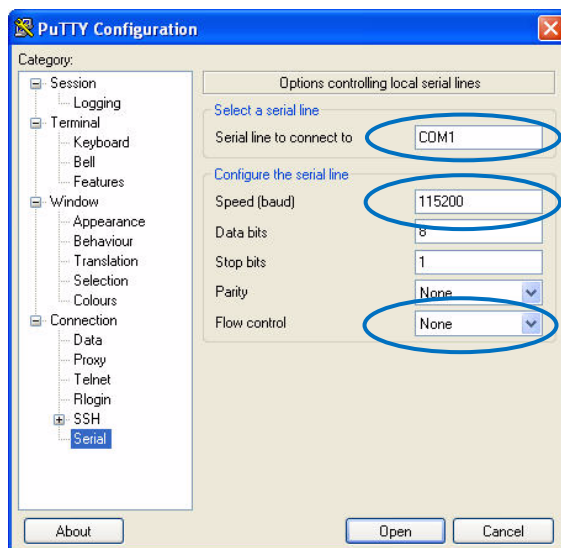 PuTTY Configuration
Category:
Session
Logging
Terminal
Keyboard
Bell
Features
Window
Appearance
Behaviour
Translation
Selection
Colours
Connection
Data
Proxy
Telnet
Rlogin
SSH
Serial
Options controlling local serial lines
Select a serial line
Serial line to connect to COM1
Configure the serial line
Speed (baud) 115200
Data bits 8
Stop bits 1
Parity None
Flow control None
About Open Cancel